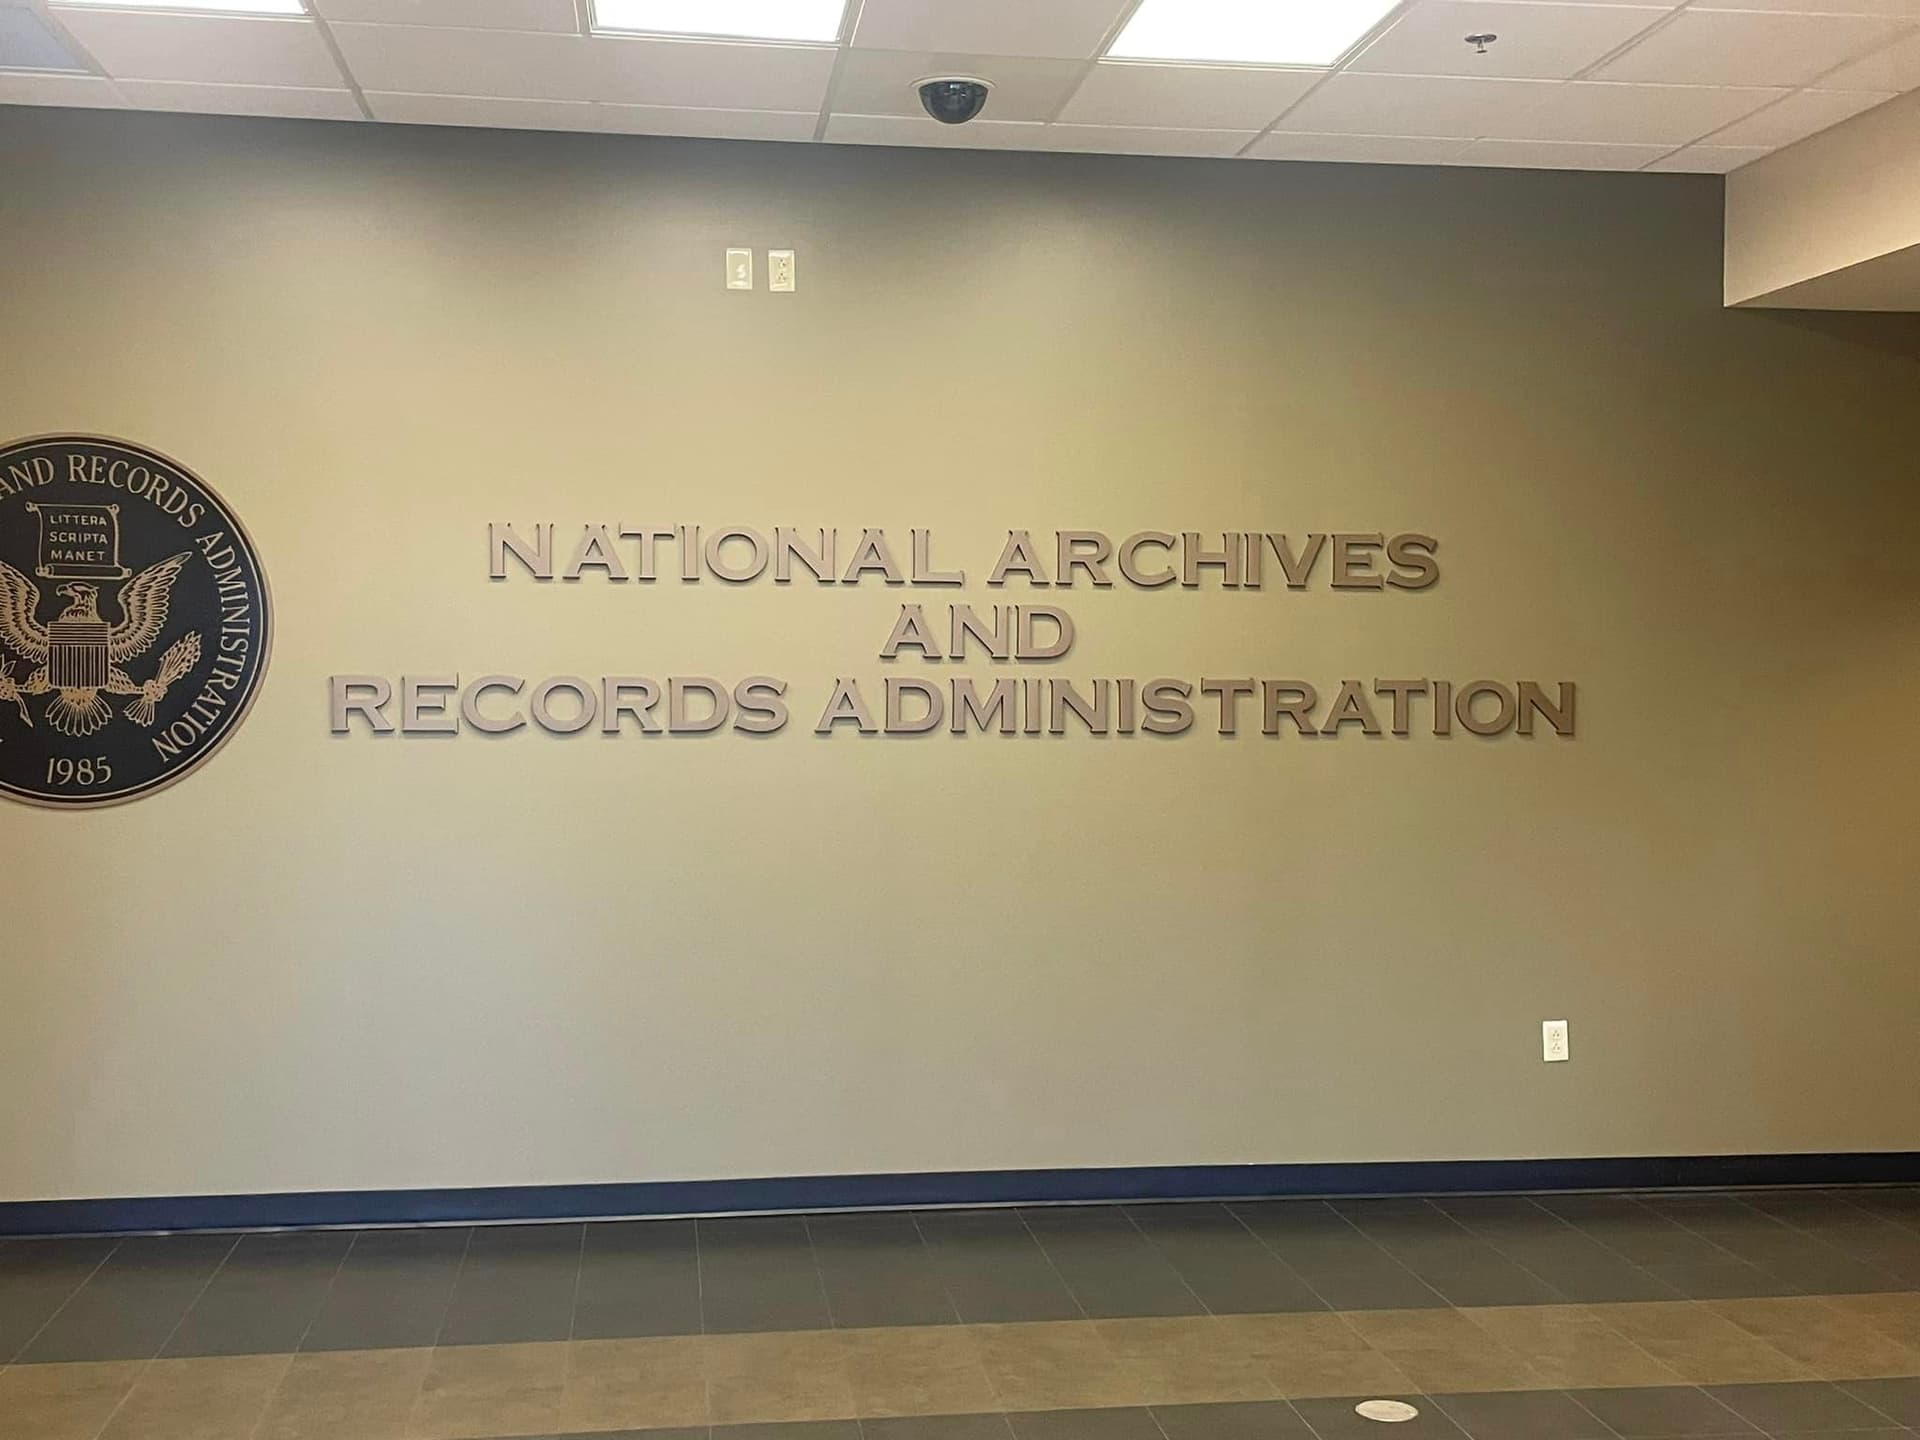 AND RECORDS ADMINISTRATION
LITTERA
SCRIPTA
MANET
1985
NATIONAL ARCHIVES
AND
RECORDS ADMINISTRATION